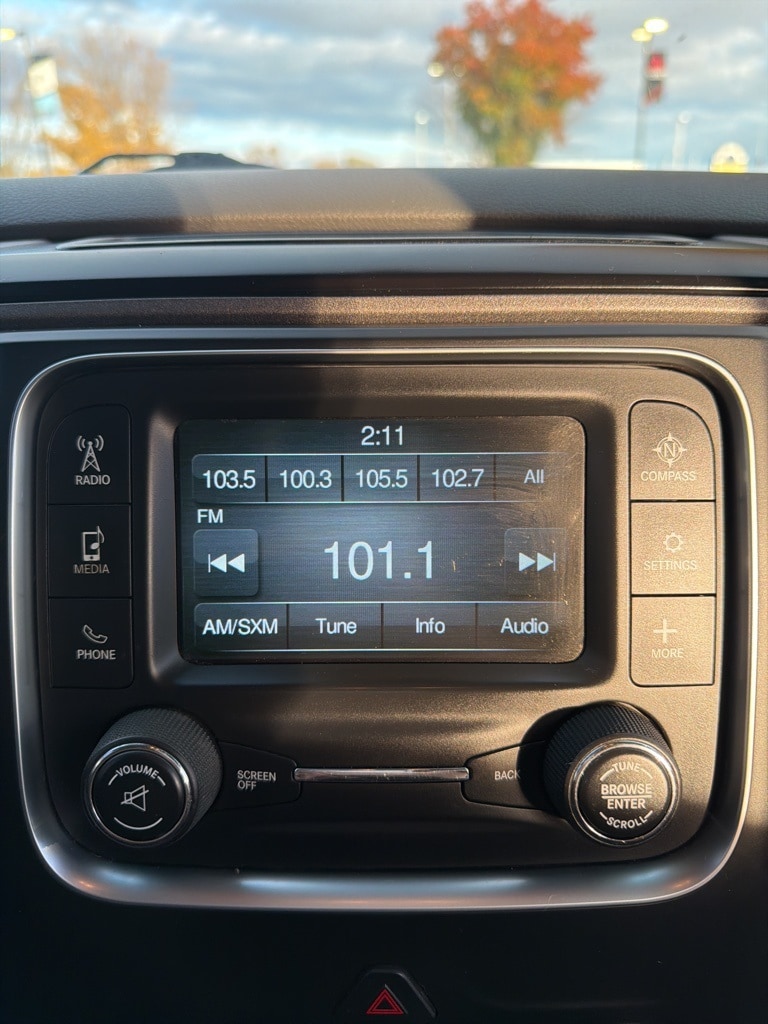 2:11
103.5 100.3 105.5 102.7 All
FM
101.1
AM/SXM Tune Info Audio
RADIO
MEDIA
PHONE
N
COMPASS
SETTINGS
MORE
VOLUME
SCREEN
OFF
BACK
TUNE
BROWSE
ENTER
SCROLL